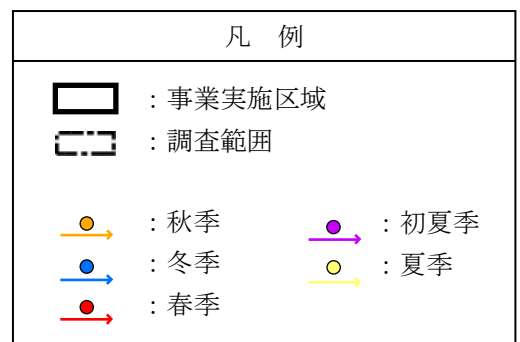 凡 例
：事業実施区域
：調査範囲
：秋季
：初夏季
：冬季
：夏季
：春季